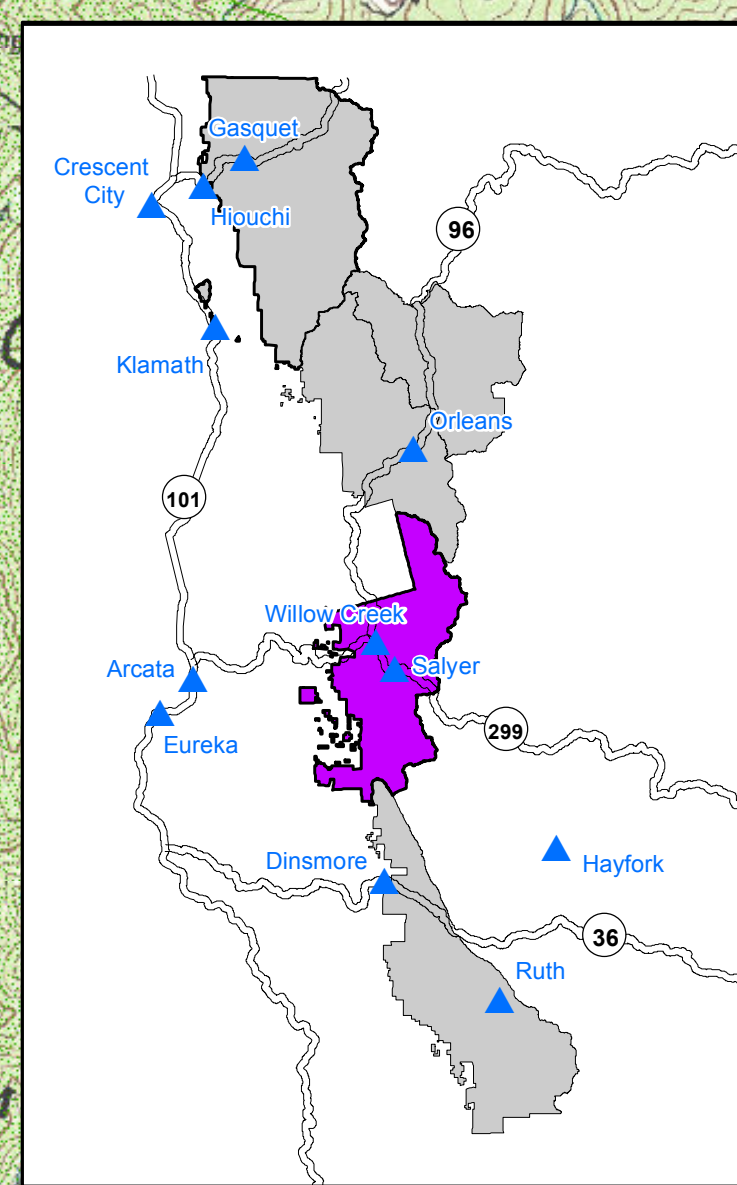 Gasquet
Crescent
City
Hiouchi
96
Klamath
Orleans
101
Willow Creek
Arcata
Salyer
Eureka
299
Dinsmore
Hayfork
36
Ruth